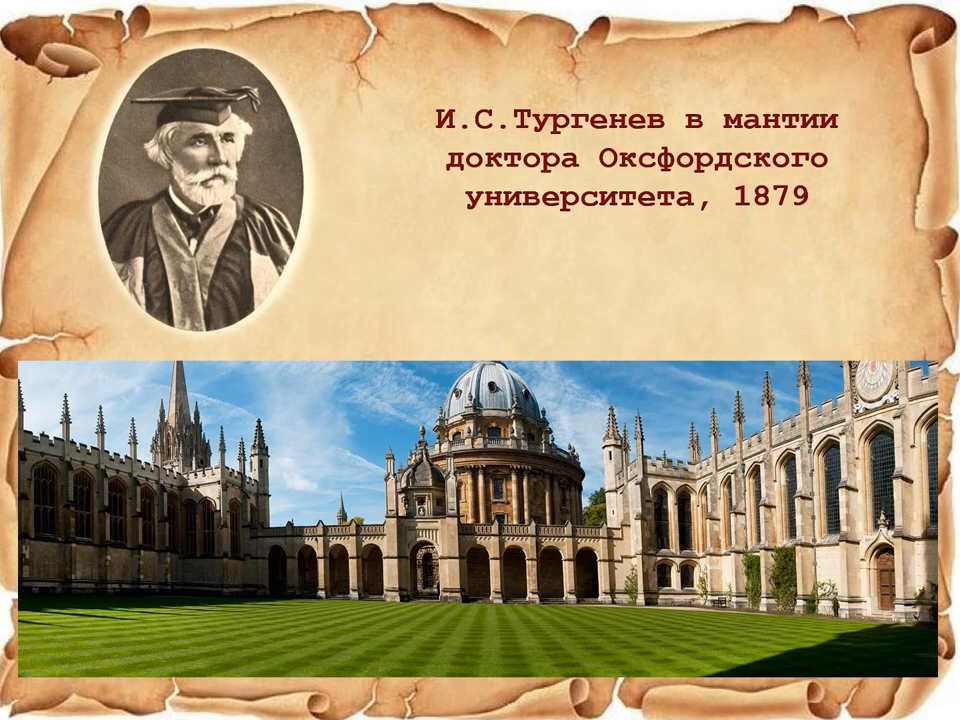 И.С.Тургенев в мантии
доктора Оксфордского
университета, 1879